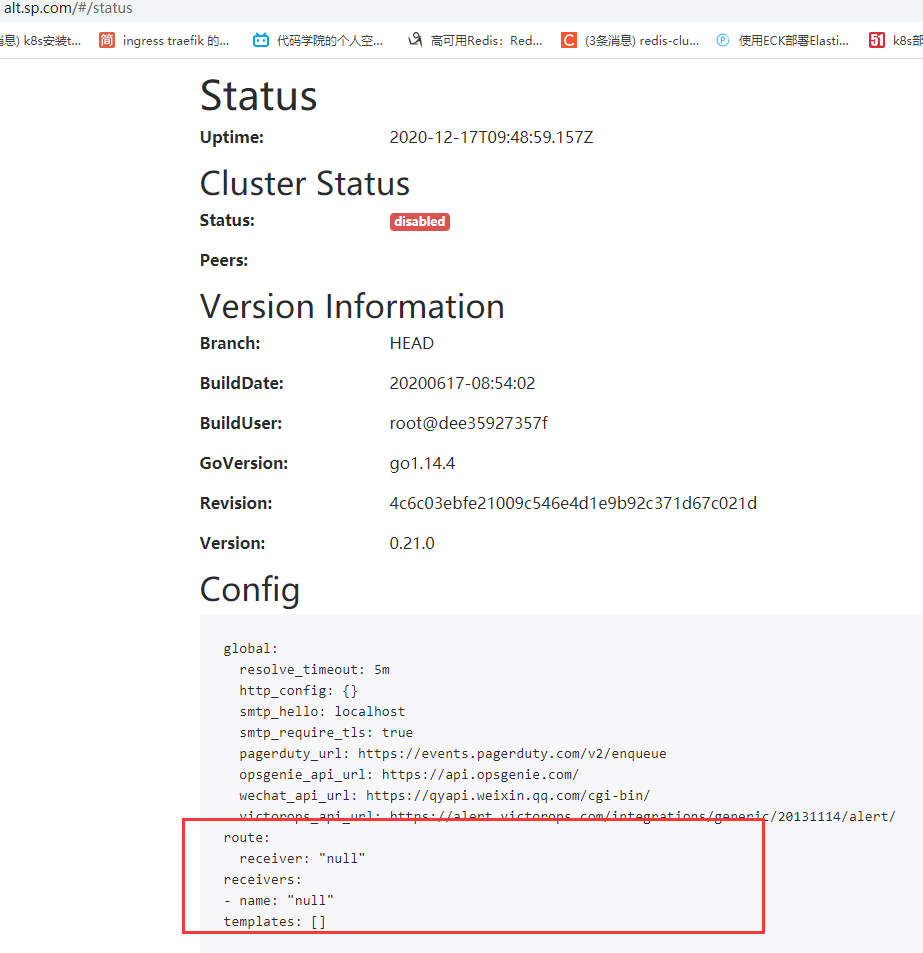 alt.sp.com/#/status
消息) k8s安装t... 简 ingress traefik 的... 代码学院的个人空... 高可用Redis：Red... C (3条消息) redis-clu... P 使用ECK部署Elasti... 51 k8s部
Status
Uptime: 2020-12-17T09:48:59.157Z
Cluster Status
Status: disabled
Peers:
Version Information
Branch: HEAD
BuildDate: 20200617-08:54:02
BuildUser: root@dee35927357f
GoVersion: go1.14.4
Revision: 4c6c03ebfe21009c546e4d1e9b92c371d67c021d
Version: 0.21.0
Config
global:
  resolve_timeout: 5m
  http_config: {}
  smtp_hello: localhost
  smtp_require_tls: true
  pagerduty_url: https://events.pagerduty.com/v2/enqueue
  opsgenie_api_url: https://api.opsgenie.com/
  wechat_api_url: https://qyapi.weixin.qq.com/cgi-bin/
  victorops_api_url: https://alert.victorops.com/integrations/generic/20131114/alert/
route:
  receiver: "null"
receivers:
- name: "null"
templates: []